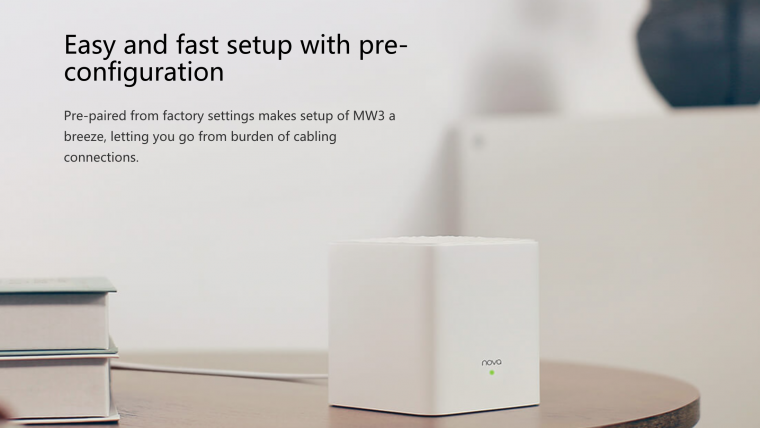 Easy and fast setup with pre-
configuration
Pre-paired from factory settings makes setup of MW3 a
breeze, letting you go from burden of cabling
connections.
nova